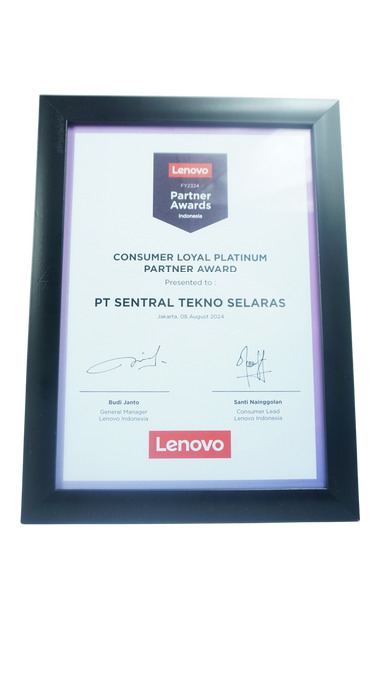 Lenovo
FY2324
Partner
Awards
Indonesia
CONSUMER LOYAL PLATINUM
PARTNER AWARD
Presented to :
PT SENTRAL TEKNO SELARAS
Jakarta, 08 August 2024
Budi Janto
General Manager
Lenovo Indonesia
Santi Nainggolan
Consumer Lead
Lenovo Indonesia
Lenovo